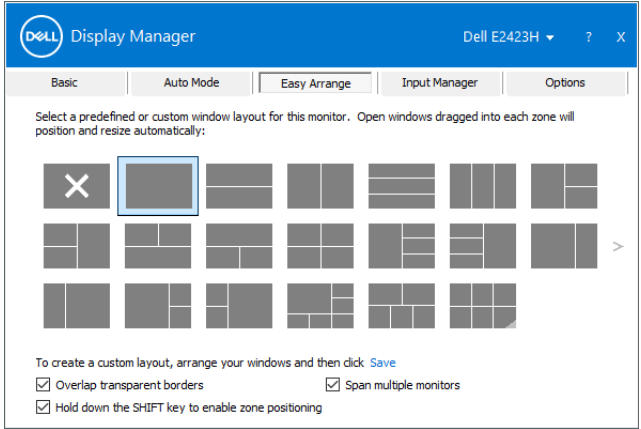 DELL Display Manager Dell E2423H ? X
Basic Auto Mode Easy Arrange Input Manager Options
Select a predefined or custom window layout for this monitor. Open windows dragged into each zone will
position and resize automatically:
>
To create a custom layout, arrange your windows and then click Save
Overlap transparent borders Span multiple monitors
Hold down the SHIFT key to enable zone positioning